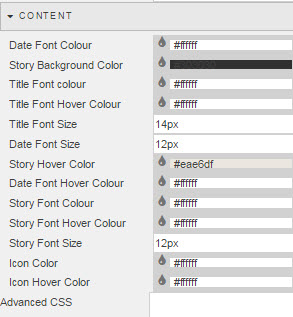 CONTENT
Date Font Colour #ffffff
Story Background Color
Title Font colour #ffffff
Title Font Hover Colour #ffffff
Title Font Size 14px
Date Font Size 12px
Story Hover Color #eae6df
Date Font Hover Colour #ffffff
Story Font Colour #ffffff
Story Font Hover Colour #ffffff
Story Font Size 12px
Icon Color #ffffff
Icon Hover Color #ffffff
Advanced CSS